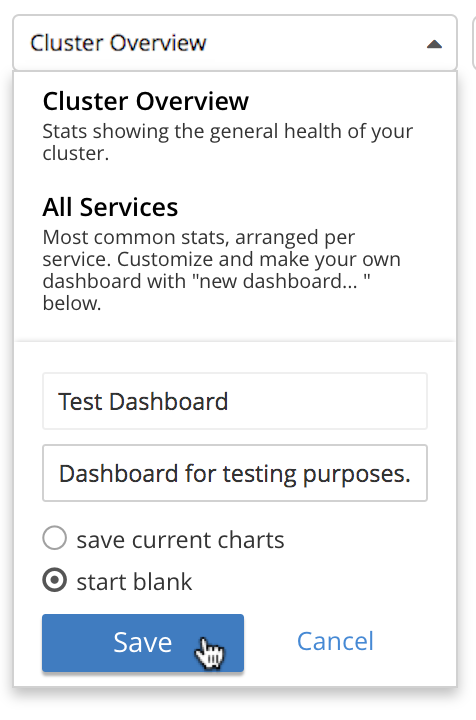 Cluster Overview
Cluster Overview
Stats showing the general health of your
cluster.
All Services
Most common stats, arranged per
service. Customize and make your own
dashboard with "new dashboard... "
below.
Test Dashboard
Dashboard for testing purposes.
save current charts
start blank
Save
Cancel